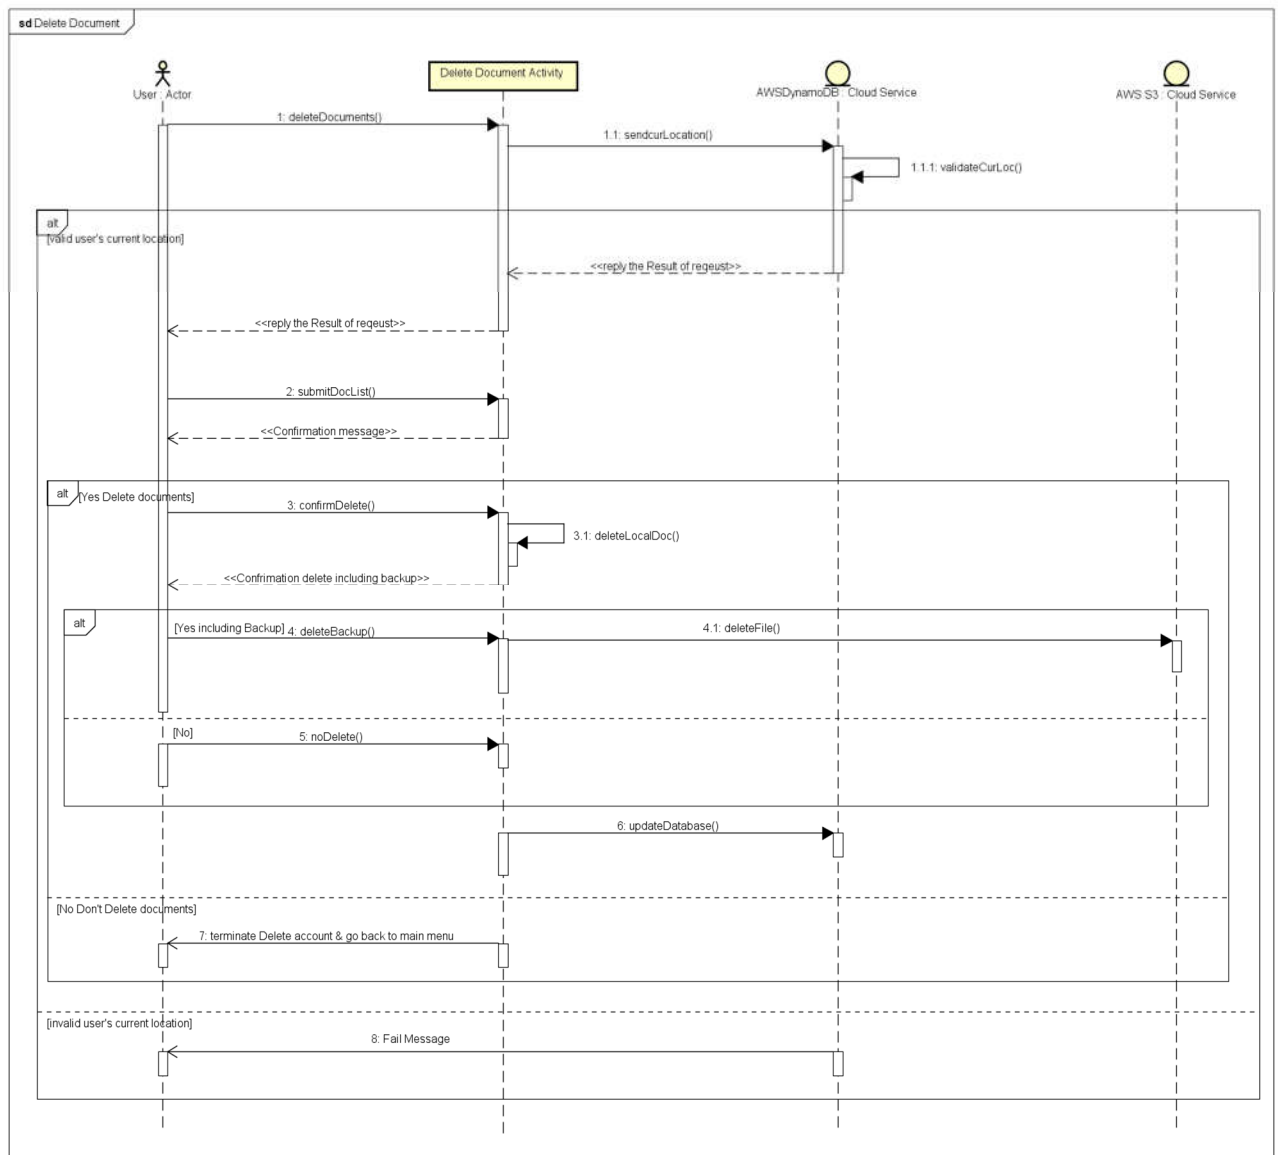 sd Delete Document
User : Actor
Delete Document Activity
AWSDynamoDB : Cloud Service
AWS S3 : Cloud Service
1: deleteDocuments()
1.1: sendcurLocation()
1.1.1: validateCurLoc()
alt
[valid user's current location]
<<reply the Result of reqeust>>
<<reply the Result of reqeust>>
2: submitDocList()
<<Confirmation message>>
alt
[Yes Delete documents]
3: confirmDelete()
3.1: deleteLocalDoc()
<<Confrimation delete including backup>>
alt
[Yes including Backup]
4: deleteBackup()
4.1: deleteFile()
[No]
5: noDelete()
6: updateDatabase()
[No Don't Delete documents]
7: terminate Delete account & go back to main menu
[invalid user's current location]
8: Fail Message